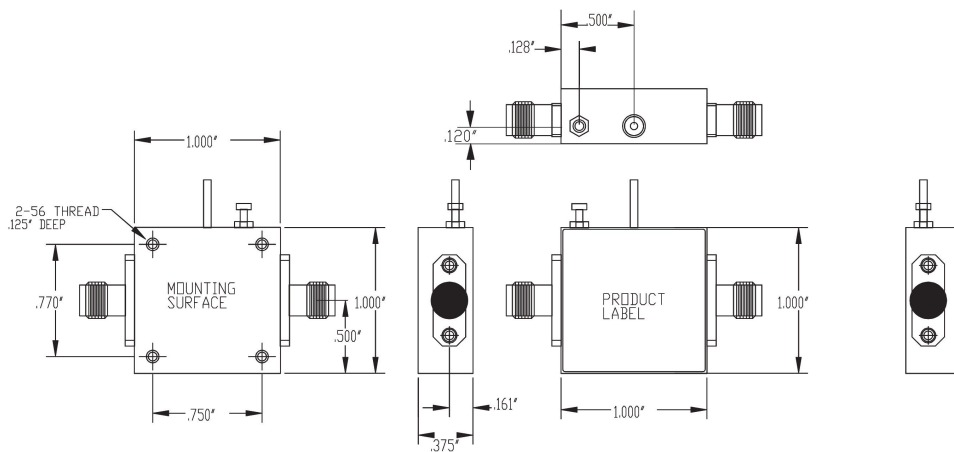 .500"
.128"
.120"
1.000"
2-56 THREAD
.125" DEEP
.770"
MOUNTING
SURFACE
1.000"
.500"
.750"
.161"
.375"
PRODUCT
LABEL
1.000"
1.000"